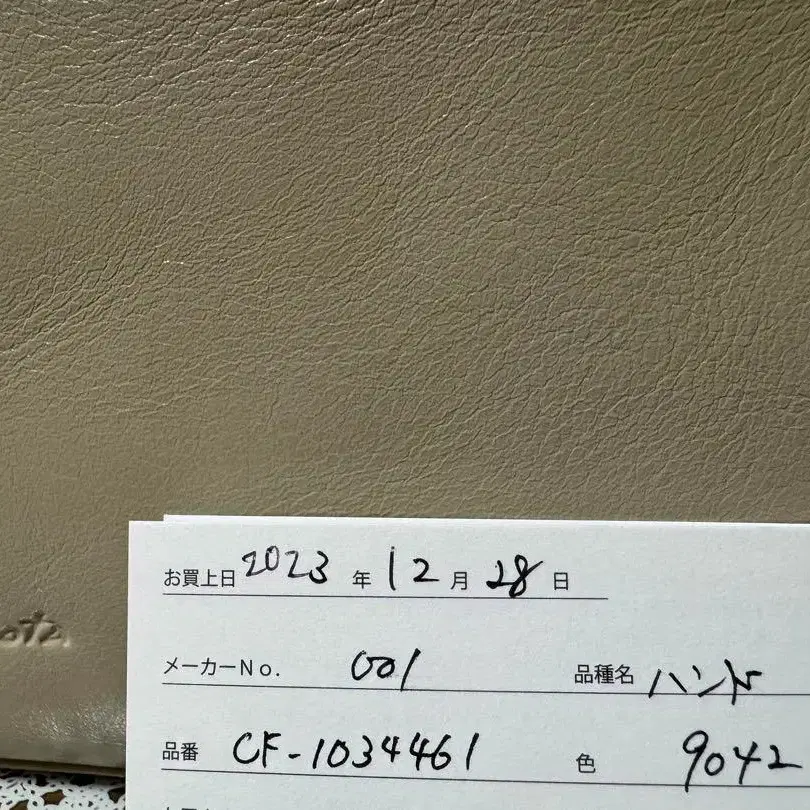 お買上日 2023 年 12 月 28 日
メーカーNo. 001 品種名 ハンド
品番 CF-1034461 色 9042